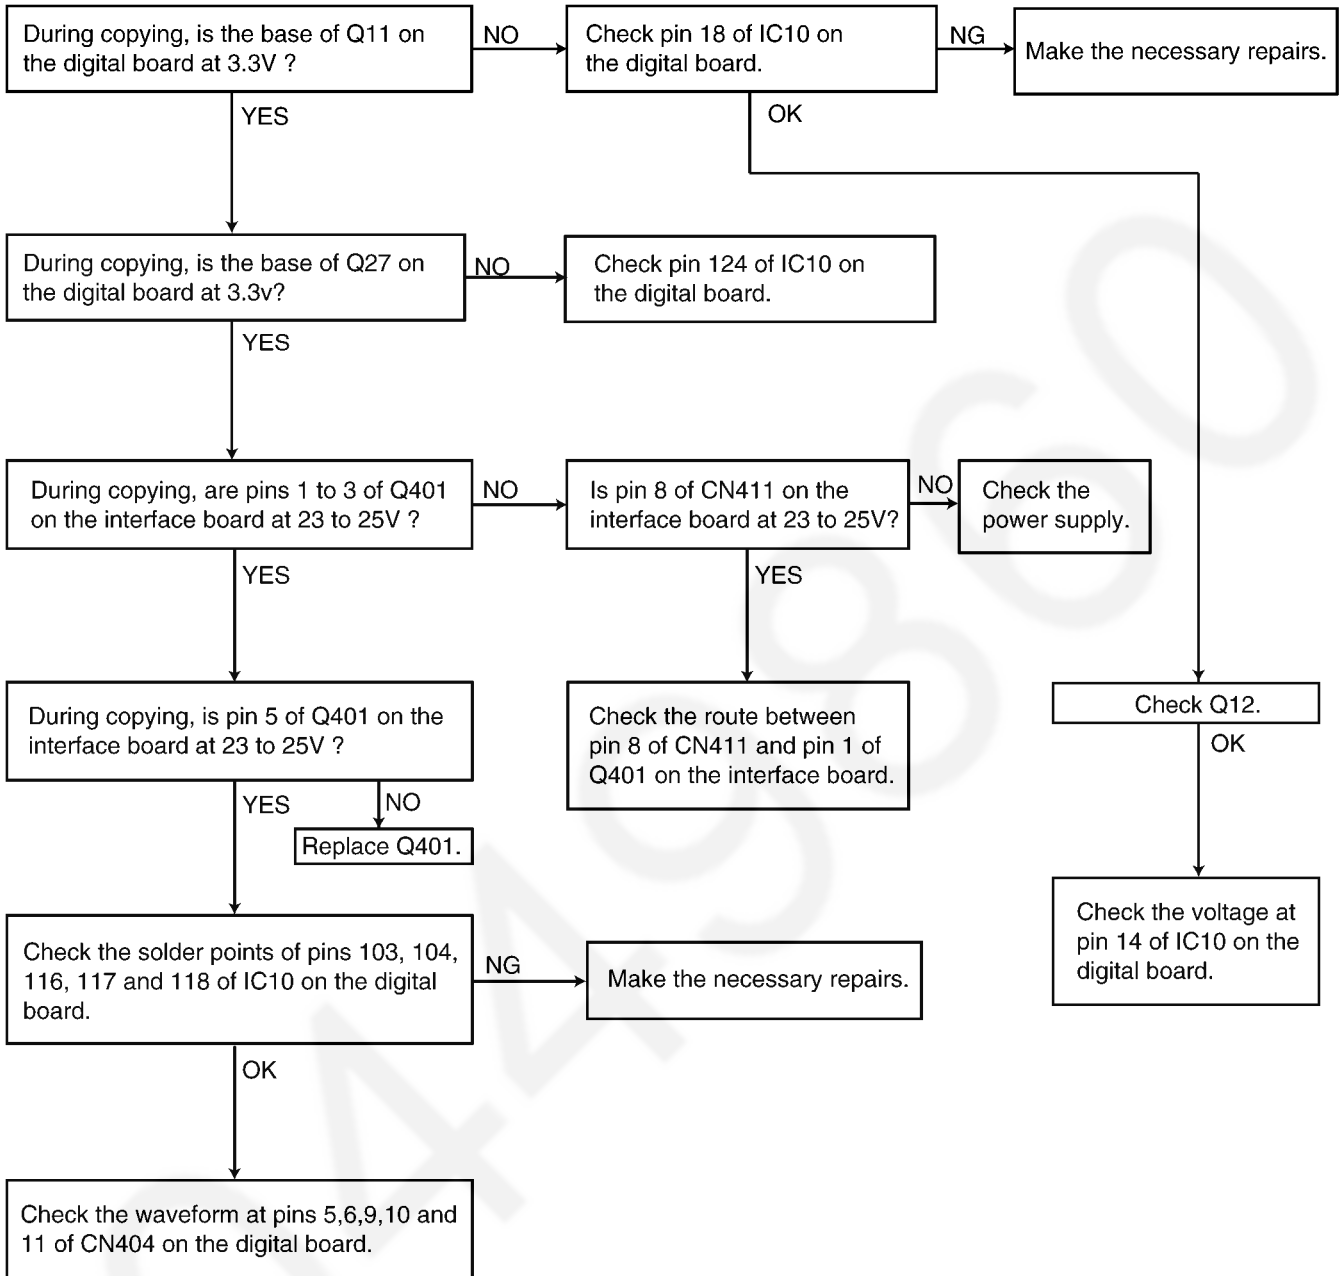 During copying, is the base of Q11 on
the digital board at 3.3V ?
NO
Check pin 18 of IC10 on
the digital board.
NG
Make the necessary repairs.
YES
OK
During copying, is the base of Q27 on
the digital board at 3.3v?
NO
Check pin 124 of IC10 on
the digital board.
YES
During copying, are pins 1 to 3 of Q401
on the interface board at 23 to 25V ?
NO
Is pin 8 of CN411 on the
interface board at 23 to 25V?
NO
Check the
power supply.
YES
YES
During copying, is pin 5 of Q401 on the
interface board at 23 to 25V ?
Check the route between
pin 8 of CN411 and pin 1 of
Q401 on the interface board.
Check Q12.
OK
YES
NO
Replace Q401.
Check the solder points of pins 103, 104,
116, 117 and 118 of IC10 on the digital
board.
NG
Make the necessary repairs.
Check the voltage at
pin 14 of IC10 on the
digital board.
OK
Check the waveform at pins 5,6,9,10 and
11 of CN404 on the digital board.